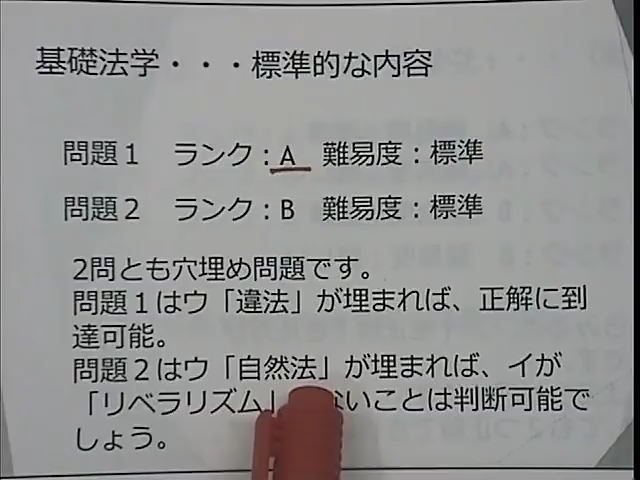 基礎法学・・・標準的な内容
問題１　ランク：A　難易度：標準
問題２　ランク：B　難易度：標準
2問とも穴埋め問題です。
問題１はウ「違法」が埋まれば、正解に到
達可能。
問題２はウ「自然法」が埋まれば、イが
「リベラリズム」ないことは判断可能で
しょう。